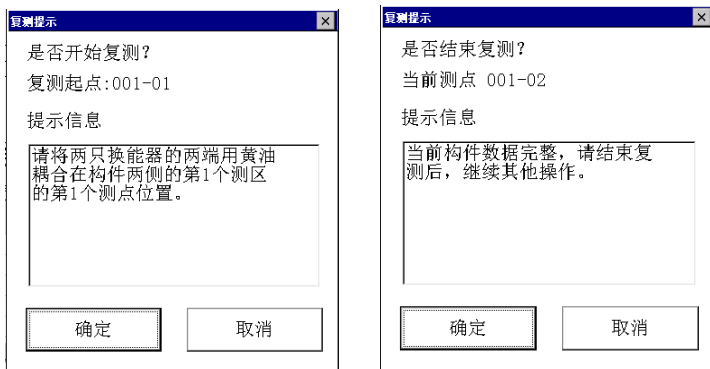 复测提示
是否开始复测？
复测起点:001-01
提示信息
请将两只换能器的两端用黄油
耦合在构件两侧的第1个测区
的第1个测点位置。
确定
取消
复测提示
是否结束复测？
当前测点 001-02
提示信息
当前构件数据完整，请结束复
测后，继续其他操作。
确定
取消